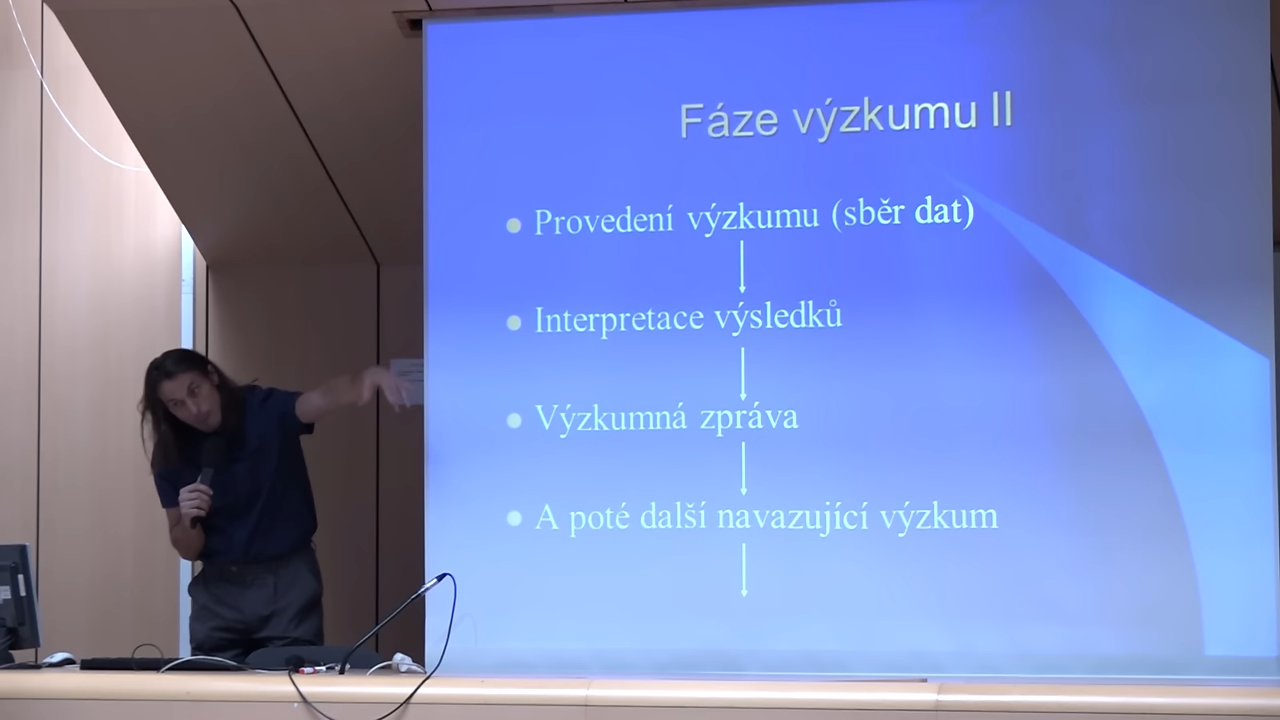 Fáze výzkumu II
Provedení výzkumu (sběr dat)
Interpretace výsledků
Výzkumná zpráva
A poté další navazující výzkum